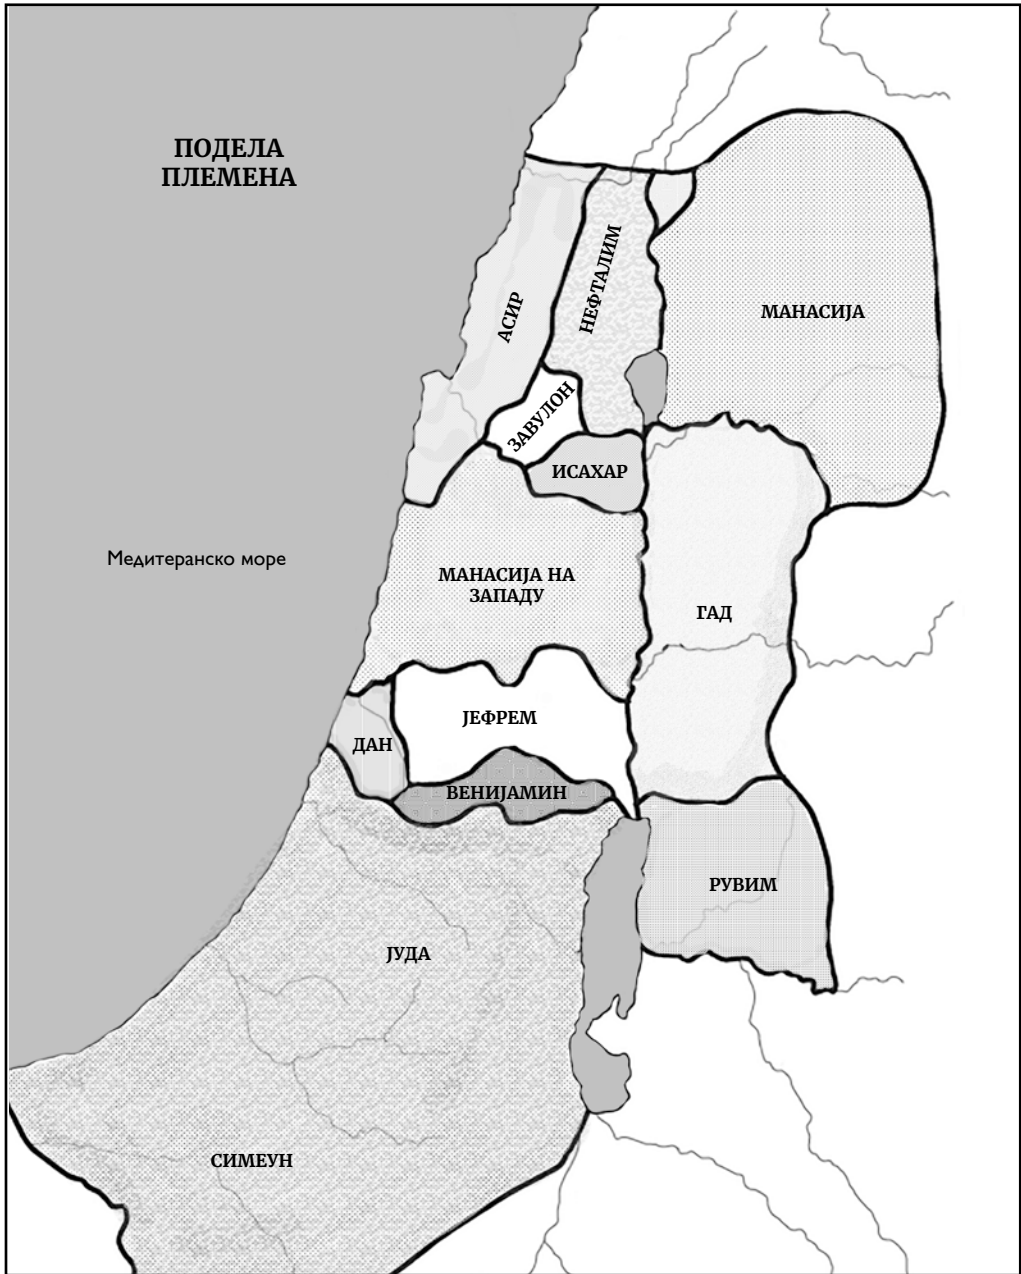 ПОДЕЛА
ПЛЕМЕНА
АСИР
НЕФТАЛИМ
МАНАСИЈА
ЗАВУЛОН
ИСАХАР
Медитеранско море
МАНАСИЈА НА
ЗАПАДУ
ГАД
ЈЕФРЕМ
ДАН
ВЕНИЈАМИН
РУВИМ
ЈУДА
СИМЕУН